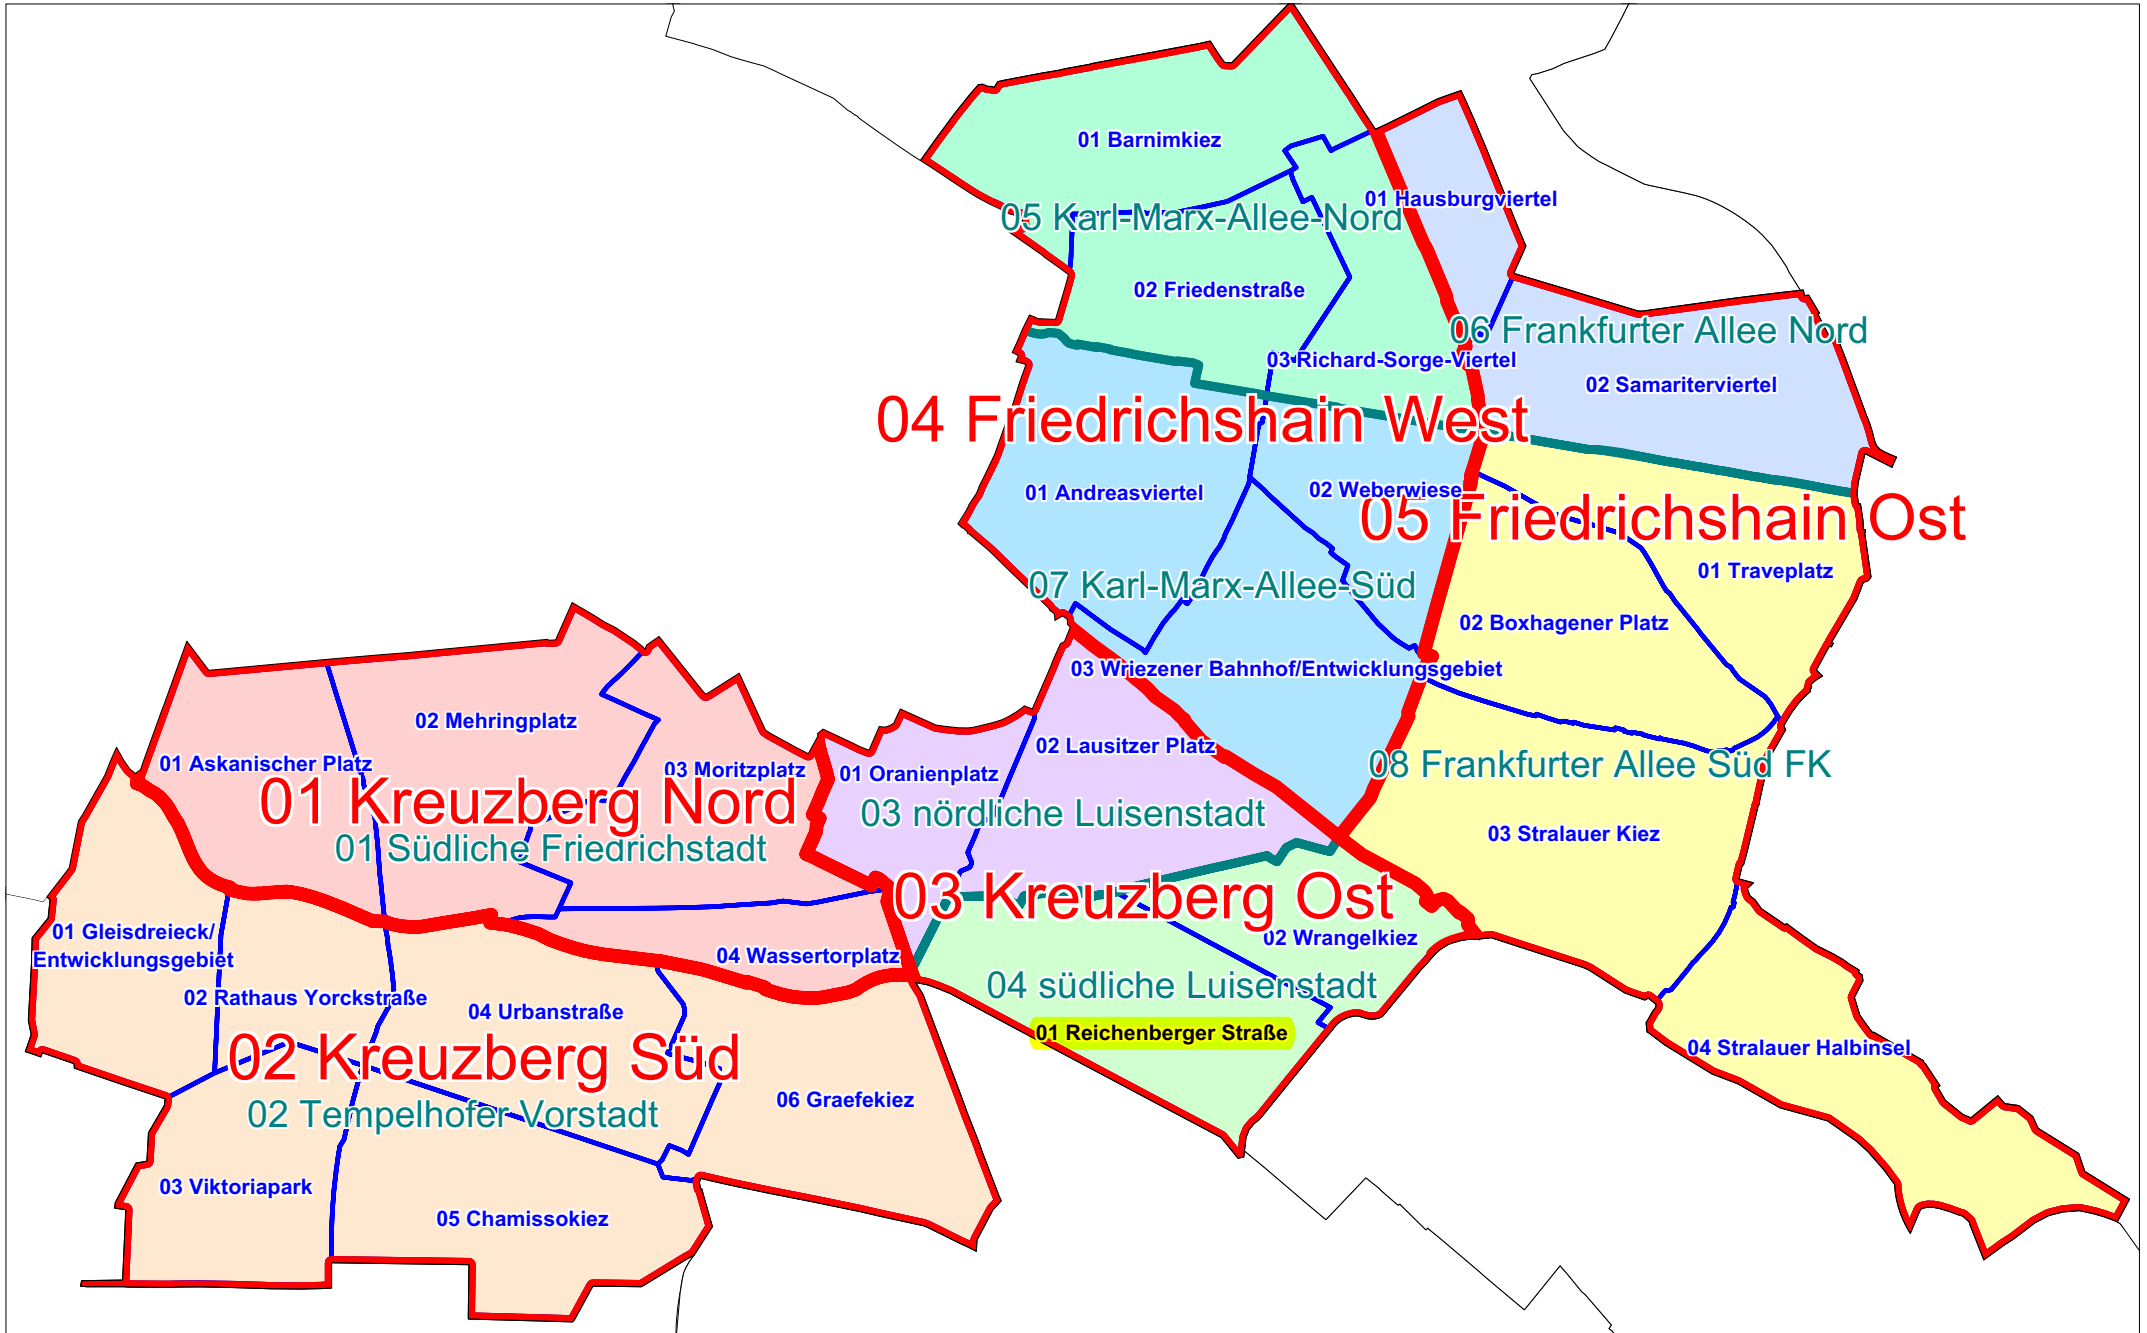 01 Barnimkiez
01 Hausburgviertel
05 Karl-Marx-Allee-Nord
02 Friedenstraße
06 Frankfurter Allee Nord
03 Richard-Sorge-Viertel
02 Samariterviertel
04 Friedrichshain West
01 Andreasviertel
02 Weberwiese
05 Friedrichshain Ost
01 Traveplatz
07 Karl-Marx-Allee-Süd
02 Boxhagener Platz
03 Wriezener Bahnhof/Entwicklungsgebiet
02 Mehringplatz
02 Lausitzer Platz
01 Askanischer Platz
03 Moritzplatz
01 Oranienplatz
08 Frankfurter Allee Süd FK
01 Kreuzberg Nord
03 nördliche Luisenstadt
03 Stralauer Kiez
01 Südliche Friedrichstadt
03 Kreuzberg Ost
01 Gleisdreieck/
Entwicklungsgebiet
02 Wrangelkiez
04 Wassertorplatz
04 südliche Luisenstadt
02 Rathaus Yorckstraße
04 Urbanstraße
01 Reichenberger Straße
04 Stralauer Halbinsel
02 Kreuzberg Süd
06 Graefekiez
02 Tempelhofer Vorstadt
03 Viktoriapark
05 Chamissokiez